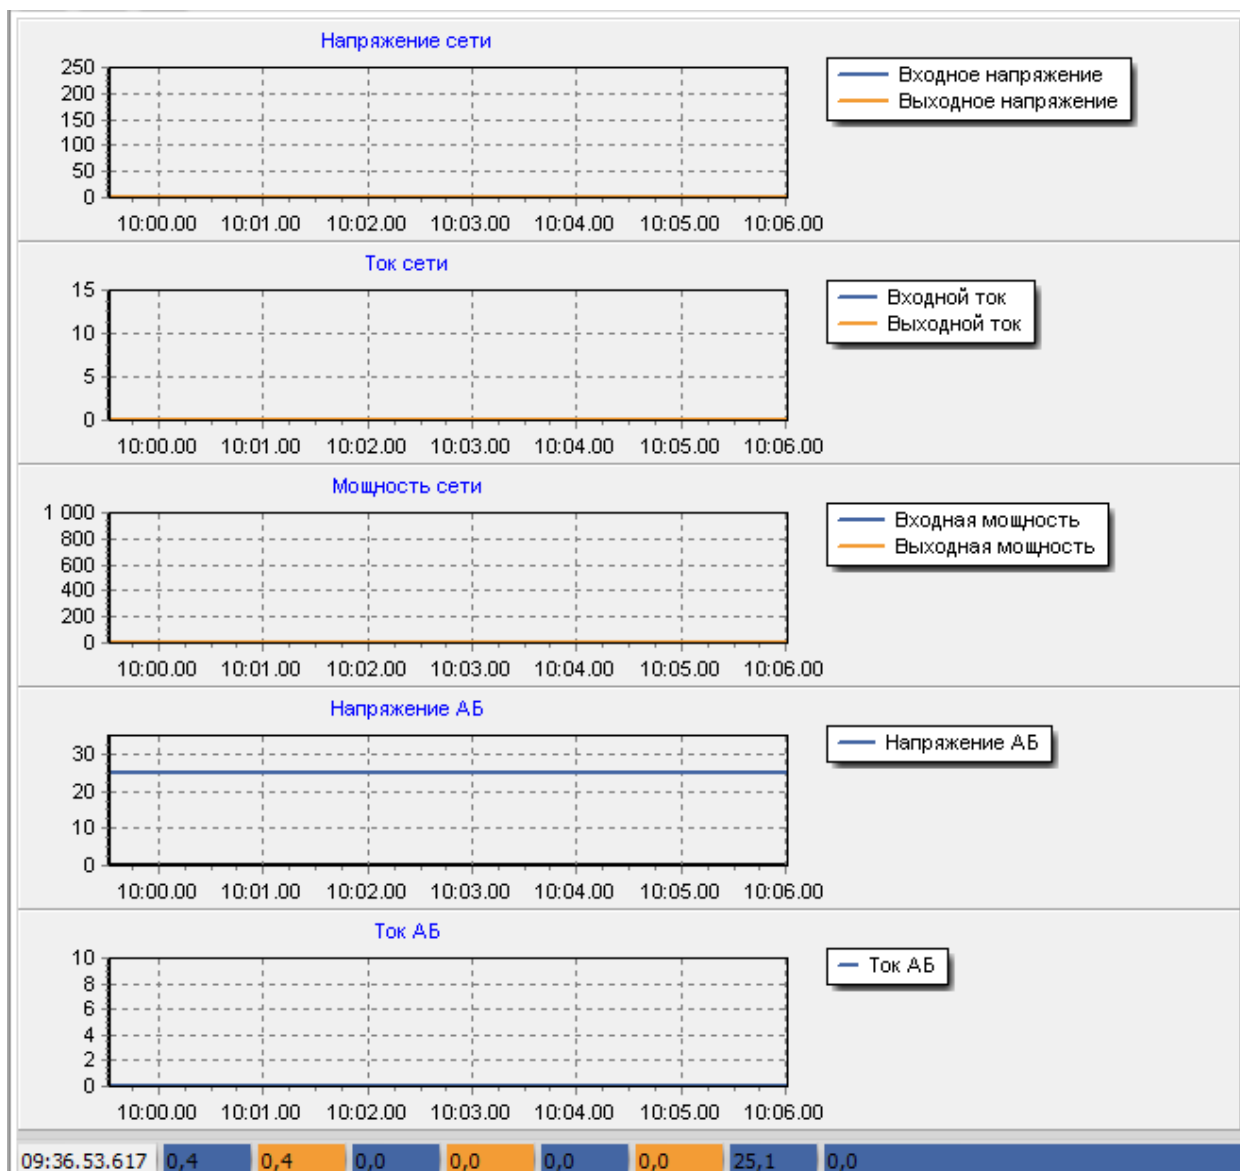 Напряжение сети
250
200
150
100
50
0
10:00.00 10:01.00 10:02.00 10:03.00 10:04.00 10:05.00 10:06.00
Входное напряжение
Выходное напряжение
Ток сети
15
10
5
0
10:00.00 10:01.00 10:02.00 10:03.00 10:04.00 10:05.00 10:06.00
Входной ток
Выходной ток
Мощность сети
1 000
800
600
400
200
0
10:00.00 10:01.00 10:02.00 10:03.00 10:04.00 10:05.00 10:06.00
Входная мощность
Выходная мощность
Напряжение АБ
30
20
10
0
10:00.00 10:01.00 10:02.00 10:03.00 10:04.00 10:05.00 10:06.00
Напряжение АБ
Ток АБ
10
8
6
4
2
0
10:00.00 10:01.00 10:02.00 10:03.00 10:04.00 10:05.00 10:06.00
Ток АБ
09:36.53.617 0,4 0,4 0,0 0,0 0,0 0,0 25,1 0,0